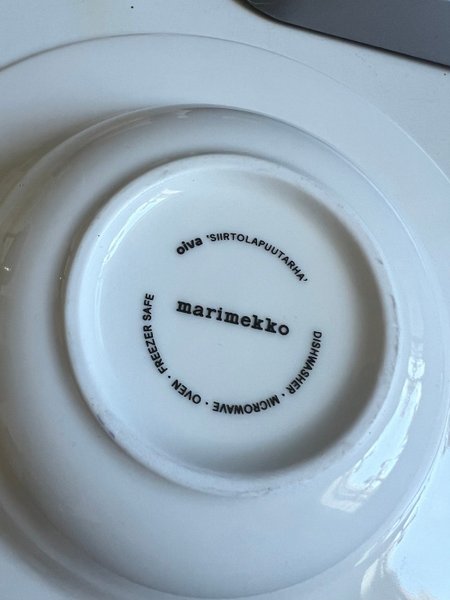 oiva 'SIIRTOLAPUUTARHA'
marimekko
DISHWASHER · MICROWAVE · OVEN · FREEZER SAFE